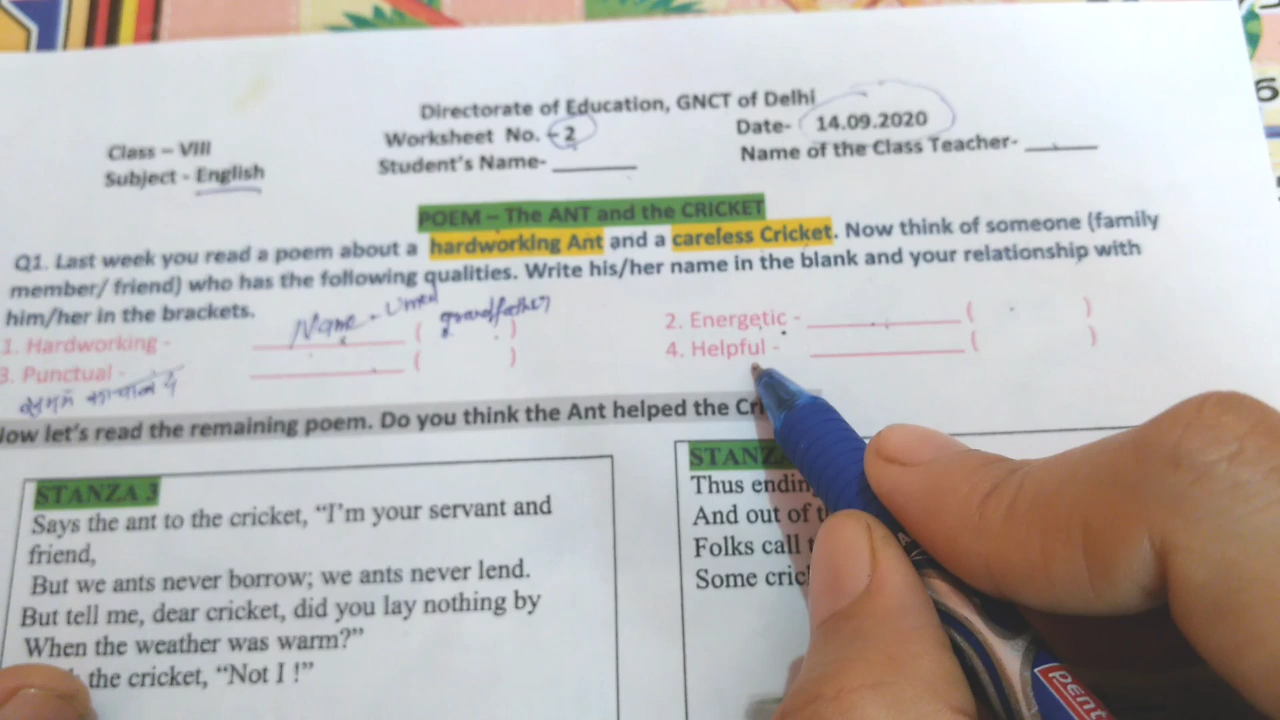 Directorate of Education, GNCT of Delhi
Class – VIII Worksheet No. – 2 Date- 14.09.2020
Subject - English Student's Name- ______ Name of the Class Teacher- ______
POEM – The ANT and the CRICKET
Q1. Last week you read a poem about a hardworking Ant and a careless Cricket. Now think of someone (family
member/ friend) who has the following qualities. Write his/her name in the blank and your relationship with
him/her in the brackets.
Name - grandfather
1. Hardworking - ______ ( ) 2. Energetic - ______ ( )
3. Punctual - ______ ( ) 4. Helpful - ______ ( )
Now let's read the remaining poem. Do you think the Ant helped the
STANZA 3
Says the ant to the cricket, "I'm your servant and
friend,
But we ants never borrow; we ants never lend.
But tell me, dear cricket, did you lay nothing by
When the weather was warm?"
the cricket, "Not I !"
Thus
And out of
Folks call
Some